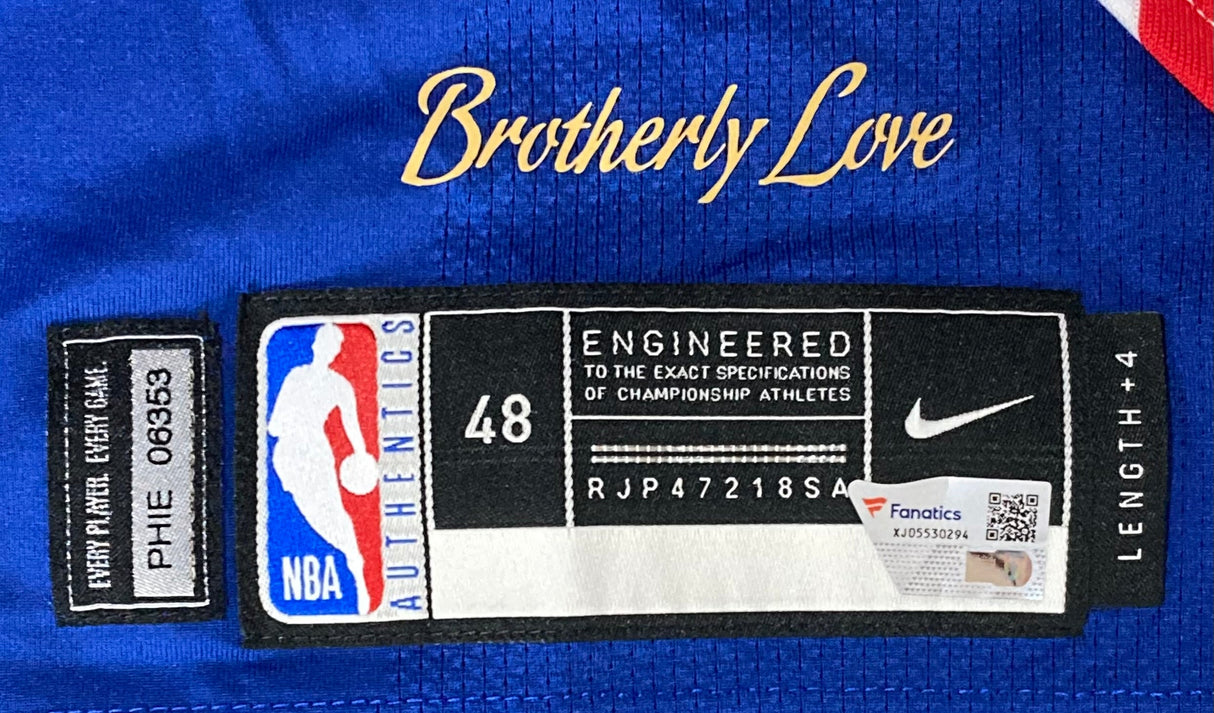 Brotherly Love
EVERY PLAYER. EVERY GAME.
PHIE 06353
NBA
AUTHENTICS
48
ENGINEERED
TO THE EXACT SPECIFICATIONS
OF CHAMPIONSHIP ATHLETES
RJP47218SA
Fanatics
XJ05530294
LENGTH+4